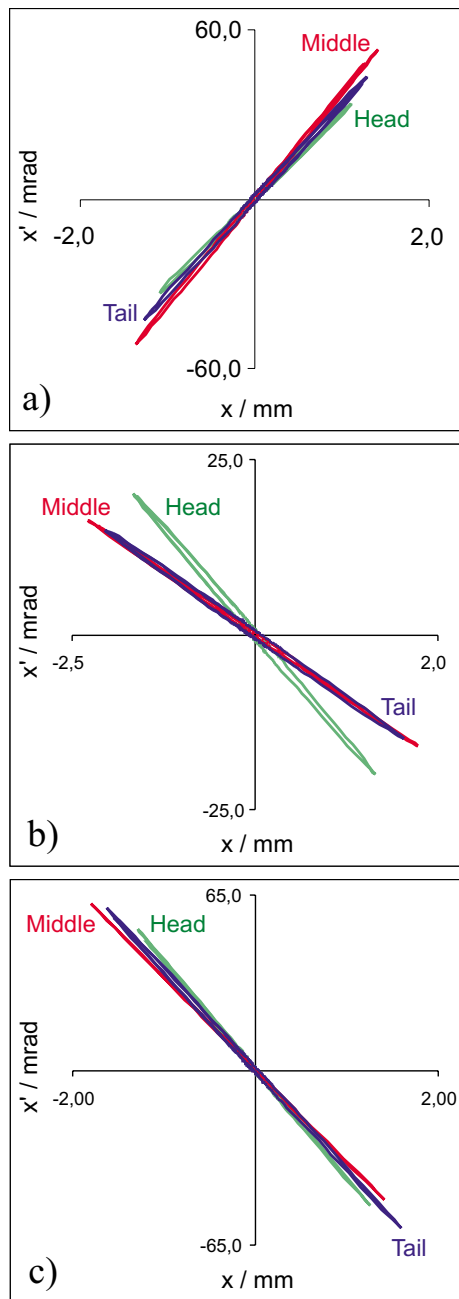 60,0
Middle
Head
x' / mrad
-2,0
2,0
Tail
-60,0
a)
x / mm
25,0
Middle
Head
x' / mrad
-2,5
2,0
Tail
-25,0
b)
x / mm
65,0
Middle
Head
x' / mrad
-2,00
2,00
-65,0
Tail
c)
x / mm